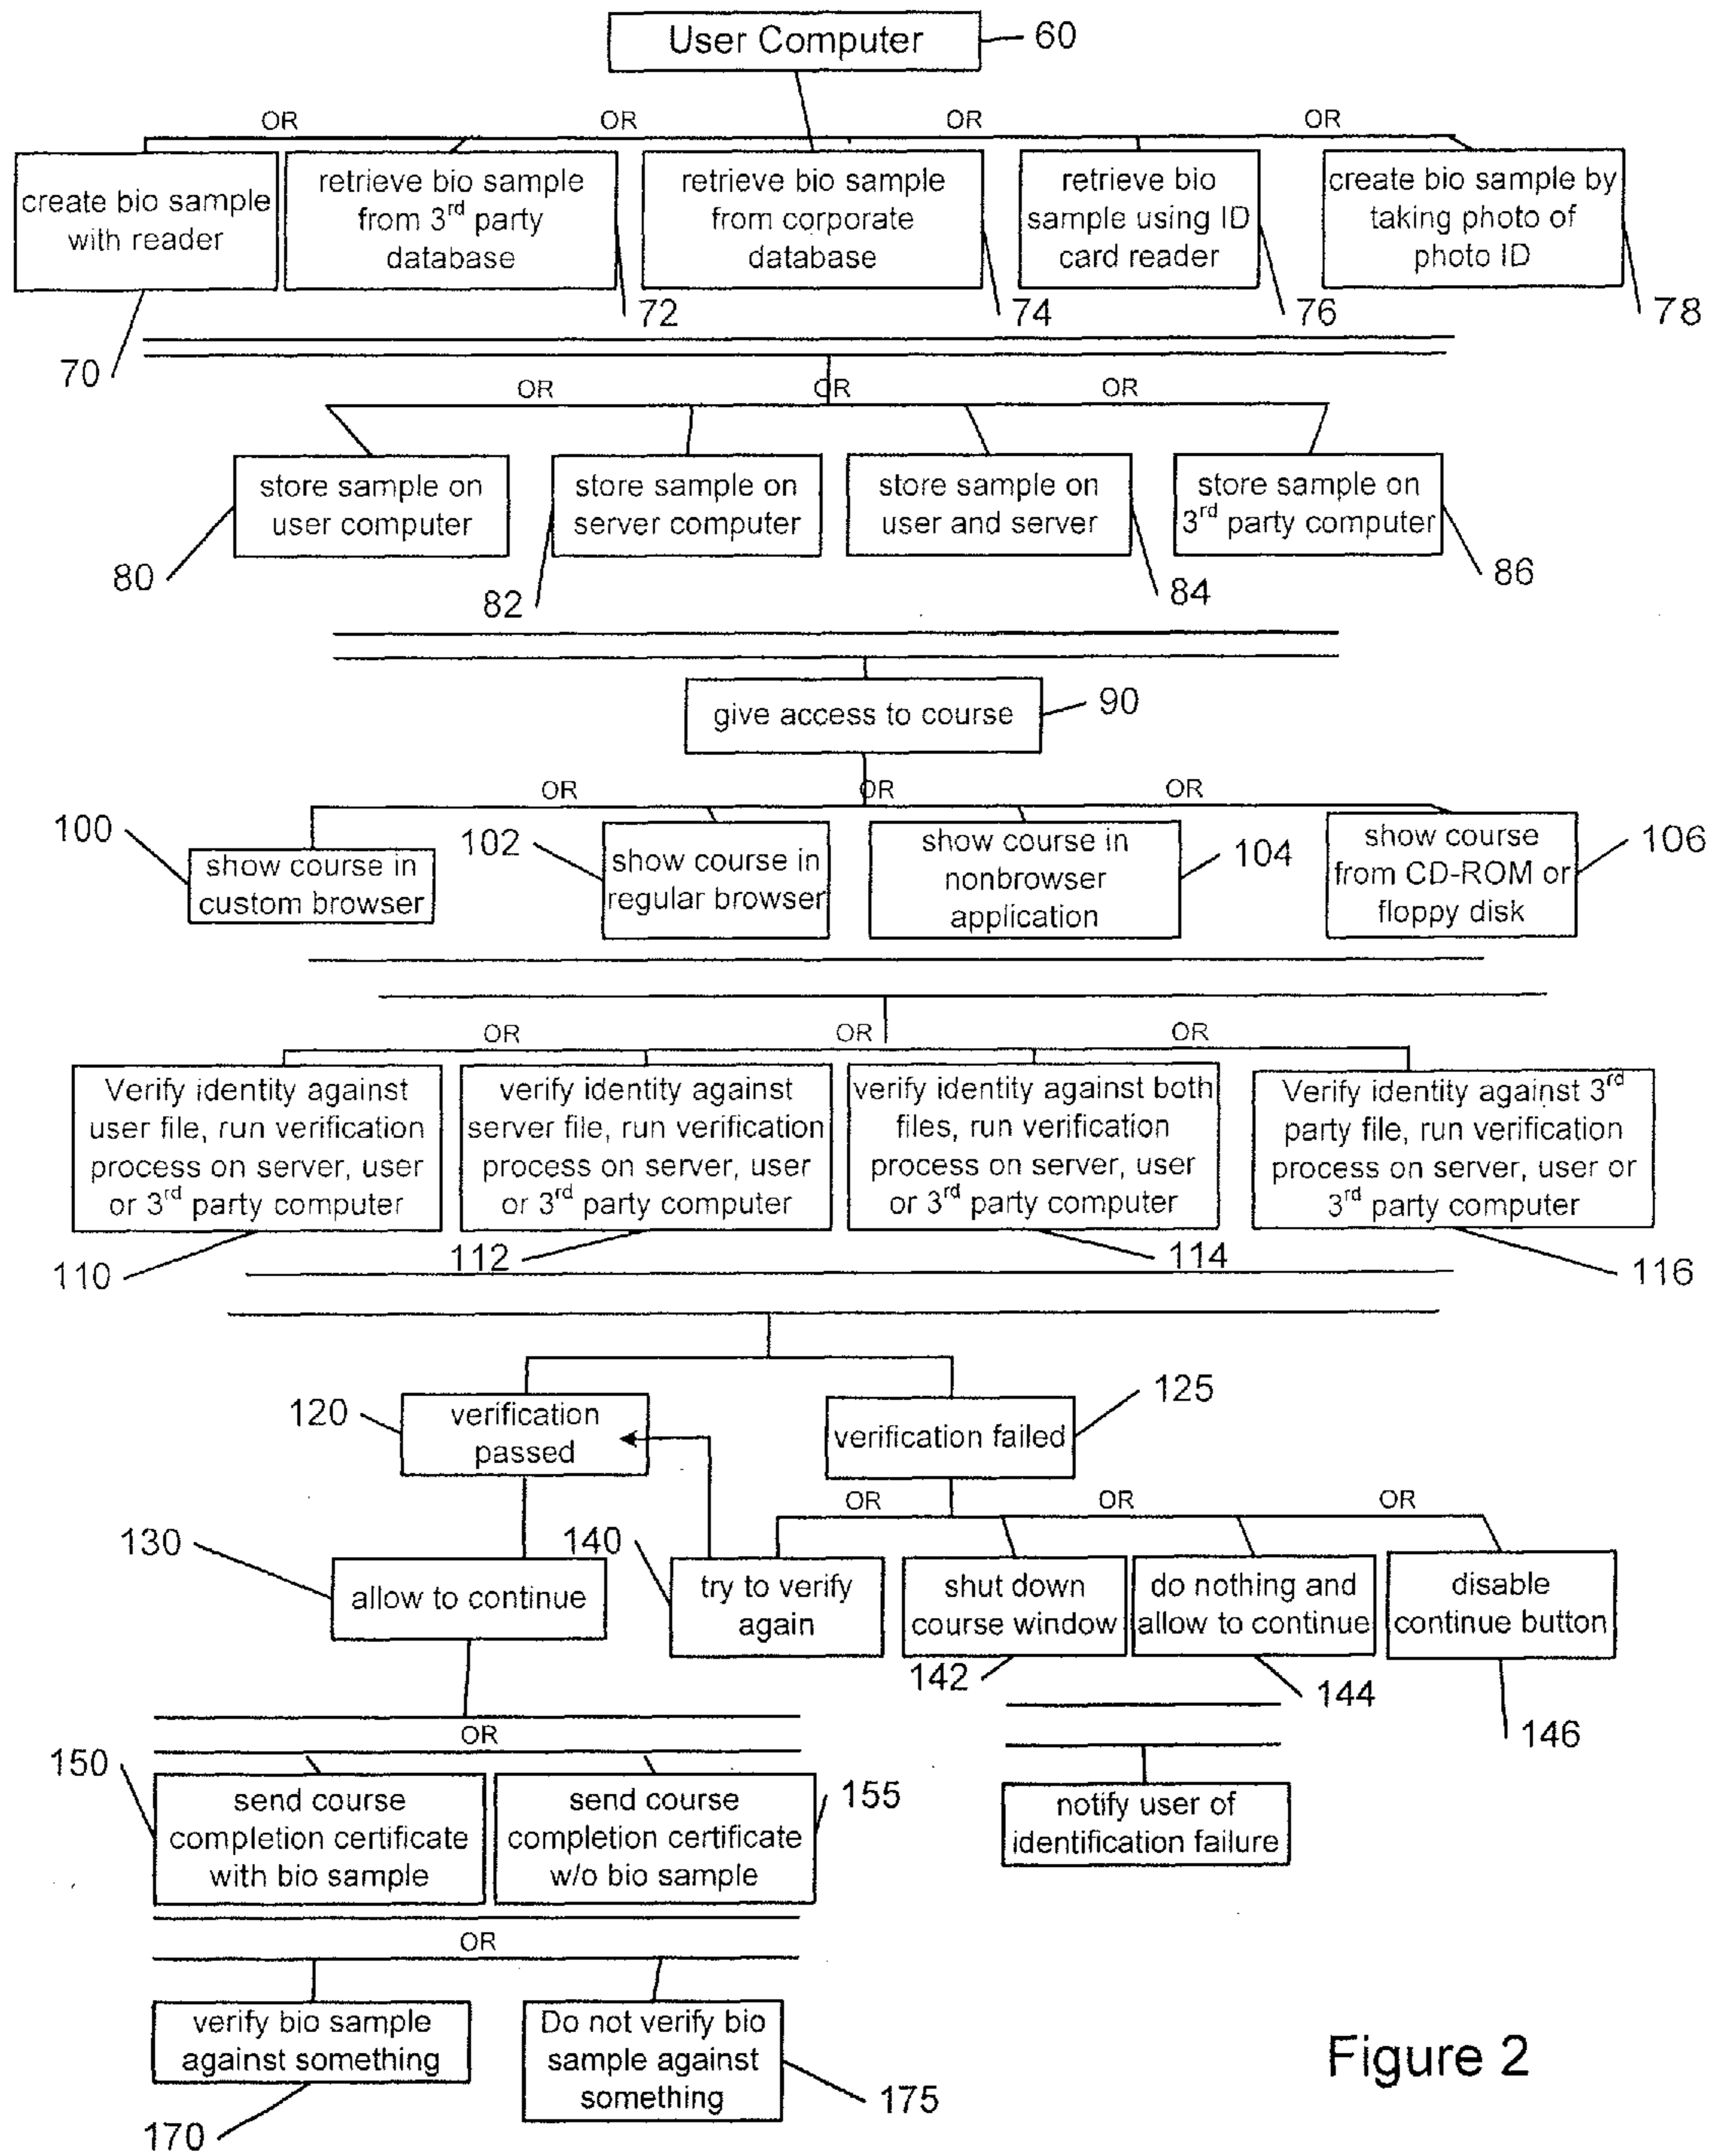 User Computer
60
OR
OR
OR
OR
create bio sample
with reader
retrieve bio sample
from 3rd party
database
retrieve bio sample
from corporate
database
retrieve bio
sample using ID
card reader
create bio sample by
taking photo of
photo ID
70
72
74
76
78
OR
OR
OR
store sample on
user computer
store sample on
server computer
store sample on
user and server
store sample on
3rd party computer
80
82
84
86
give access to course
90
OR
OR
OR
100
show course in
custom browser
102
show course in
regular browser
show course in
nonbrowser
application
104
show course
from CD-ROM or
floppy disk
106
OR
OR
OR
Verify identity against
user file, run verification
process on server, user
or 3rd party computer
verify identity against
server file, run verification
process on server, user
or 3rd party computer
verify identity against both
files, run verification
process on server, user
or 3rd party computer
Verify identity against 3rd
party file, run verification
process on server, user or
3rd party computer
110
112
114
116
120
verification
passed
verification failed
125
OR
OR
OR
130
allow to continue
140
try to verify
again
shut down
course window
do nothing and
allow to continue
disable
continue button
142
144
146
OR
150
send course
completion certificate
with bio sample
send course
completion certificate
w/o bio sample
155
notify user of
identification failure
OR
verify bio sample
against something
Do not verify bio
sample against
something
170
175
Figure 2